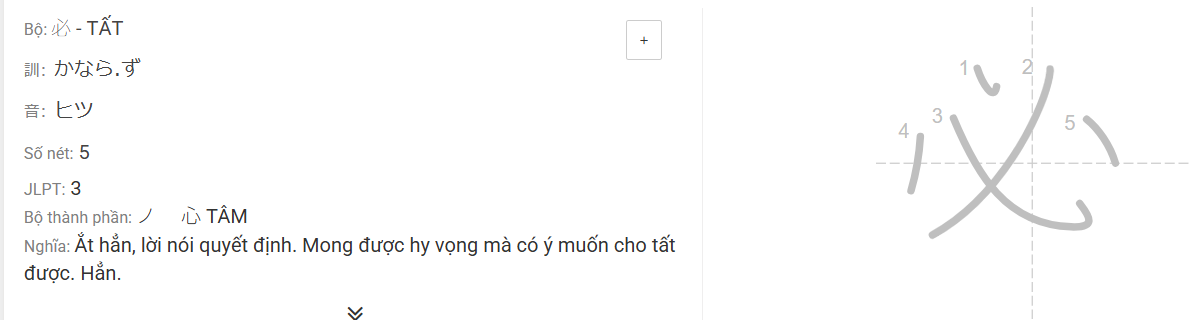 Bộ: 必 - TẤT
訓: かなら.ず
音: ヒツ
Số nét: 5
JLPT: 3
Bộ thành phần: ノ 心 TÂM
Nghĩa: Ắt hẳn, lời nói quyết định. Mong được hy vọng mà có ý muốn cho tất
được. Hẳn.
+
必
1 2 3 4 5